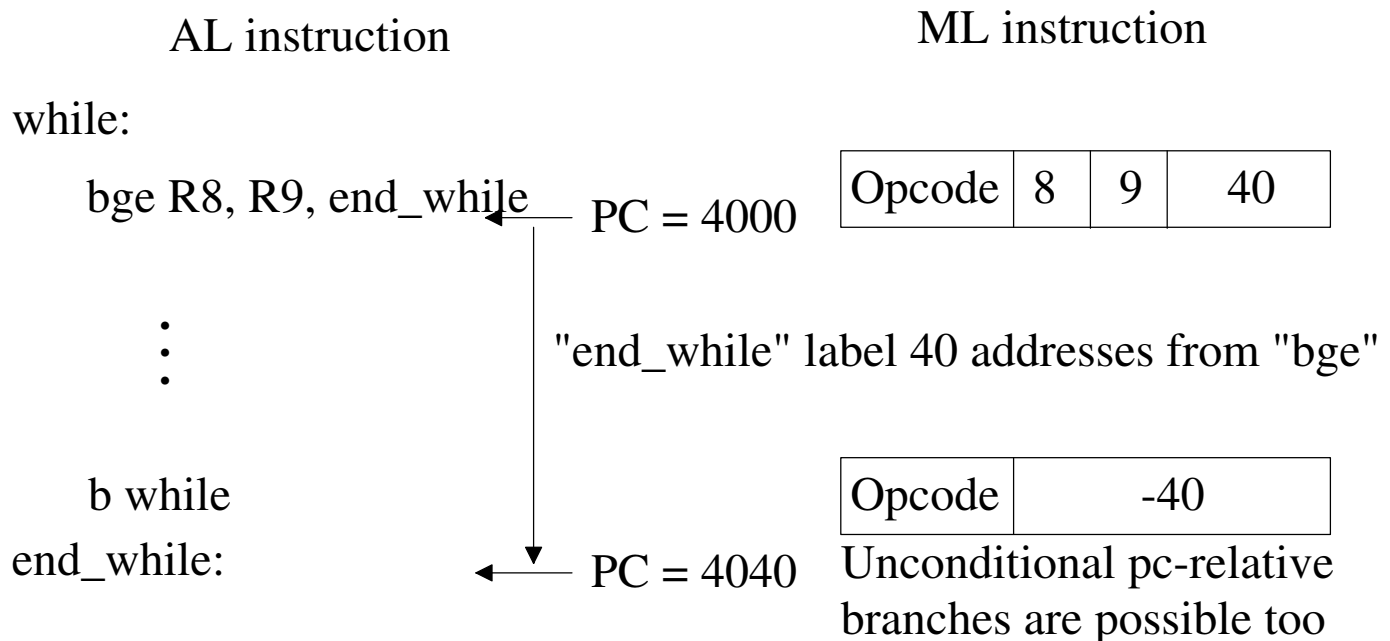 AL instruction
ML instruction
while:
bge R8, R9, end_while
PC = 4000
Opcode 8 9 40
"end_while" label 40 addresses from "bge"
b while
Opcode -40
end_while:
PC = 4040
Unconditional pc-relative
branches are possible too